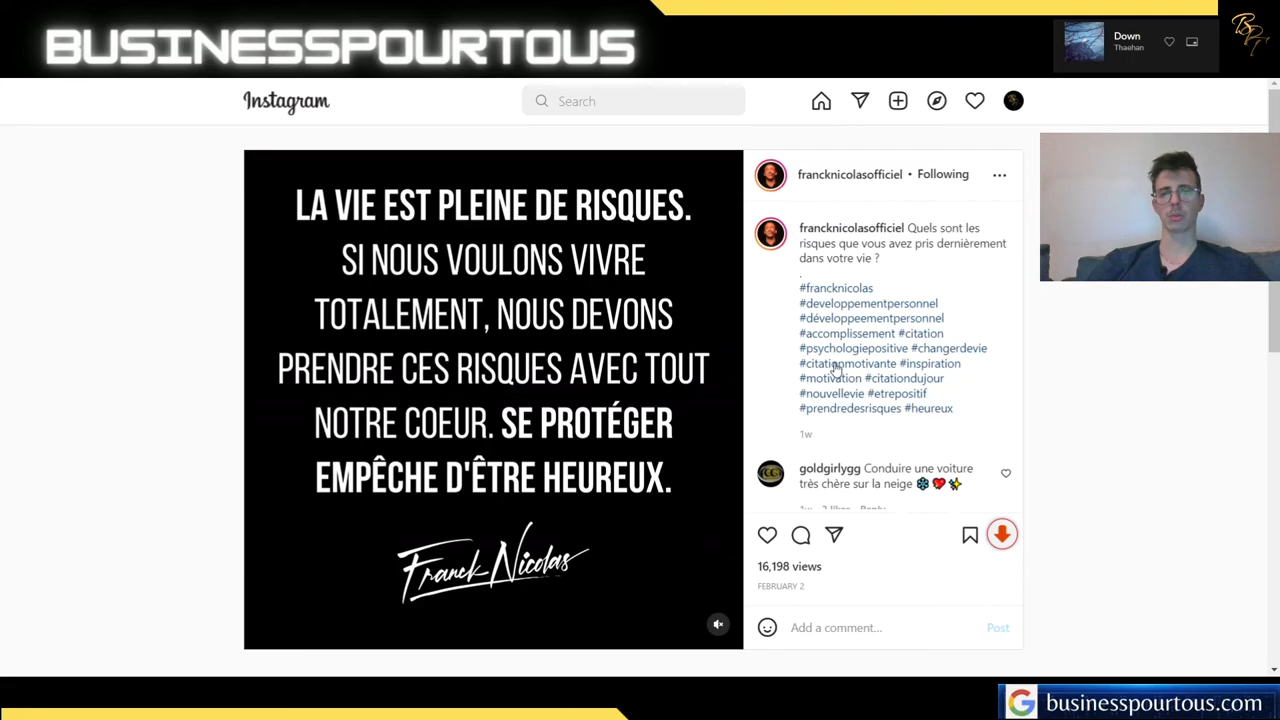 BUSINESSPOURTOUS
Down
Thaehan
Instagram
Search
LA VIE EST PLEINE DE RISQUES.
SI NOUS VOULONS VIVRE
TOTALEMENT, NOUS DEVONS
PRENDRE CES RISQUES AVEC TOUT
NOTRE COEUR. SE PROTÉGER
EMPÊCHE D'ÊTRE HEUREUX.
Franck Nicolas
francknicolasofficiel • Following
francknicolasofficiel Quels sont les
risques que vous avez pris dernièrement
dans votre vie ?
.
#francknicolas
#developpementpersonnel
#développeementpersonnel
#accomplissement #citation
#psychologiepositive #changerdevie
#citationmotivante #inspiration
#motivation #citationdujour
#nouvellevie #etrepositif
#prendredesrisques #heureux
1w
goldgirlygg Conduire une voiture
très chère sur la neige
1w 2 likes Reply
16,198 views
FEBRUARY 2
Add a comment...
Post
businesspourtous.com